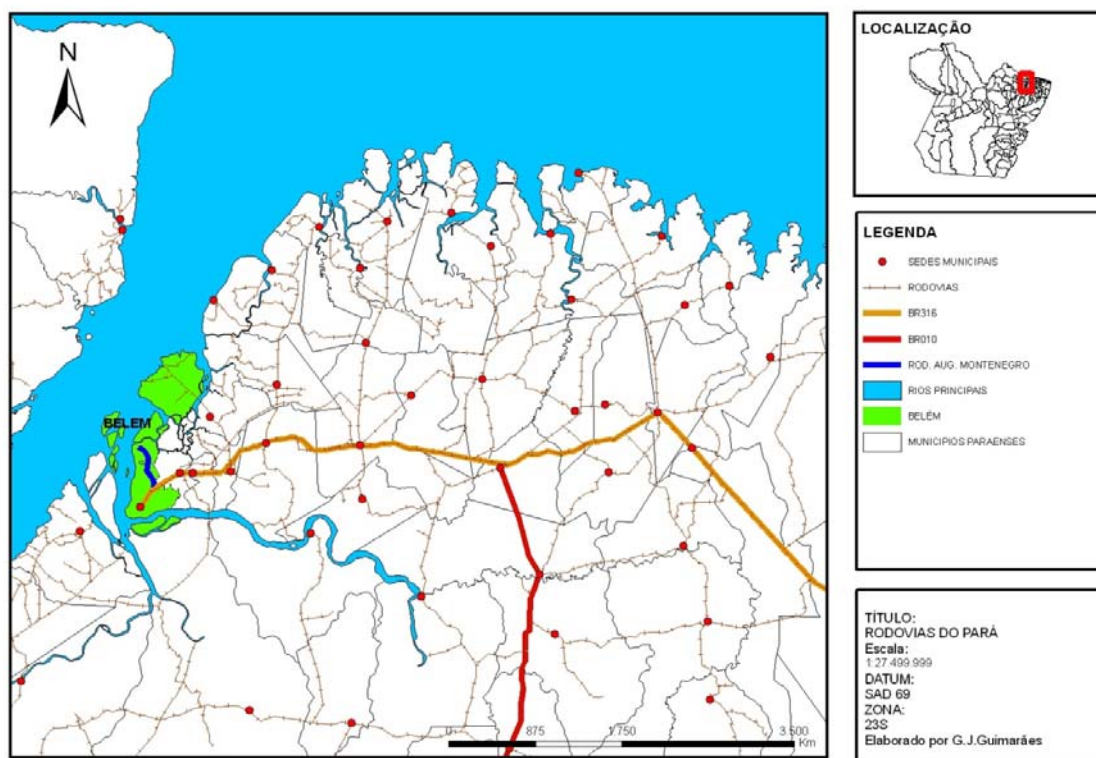 N
BELEM
0 875 1.750 3.500
Km
LOCALIZAÇÃO
LEGENDA
SEDES MUNICIPAIS
RODOVIAS
BR316
BR010
ROD. AUG. MONTENEGRO
RIOS PRINCIPAIS
BELÉM
MUNICIPIOS PARAENSES
TÍTULO:
RODOVIAS DO PARÁ
Escala:
1:27.499.999
DATUM:
SAD 69
ZONA:
23S
Elaborado por G.J.Guimarães